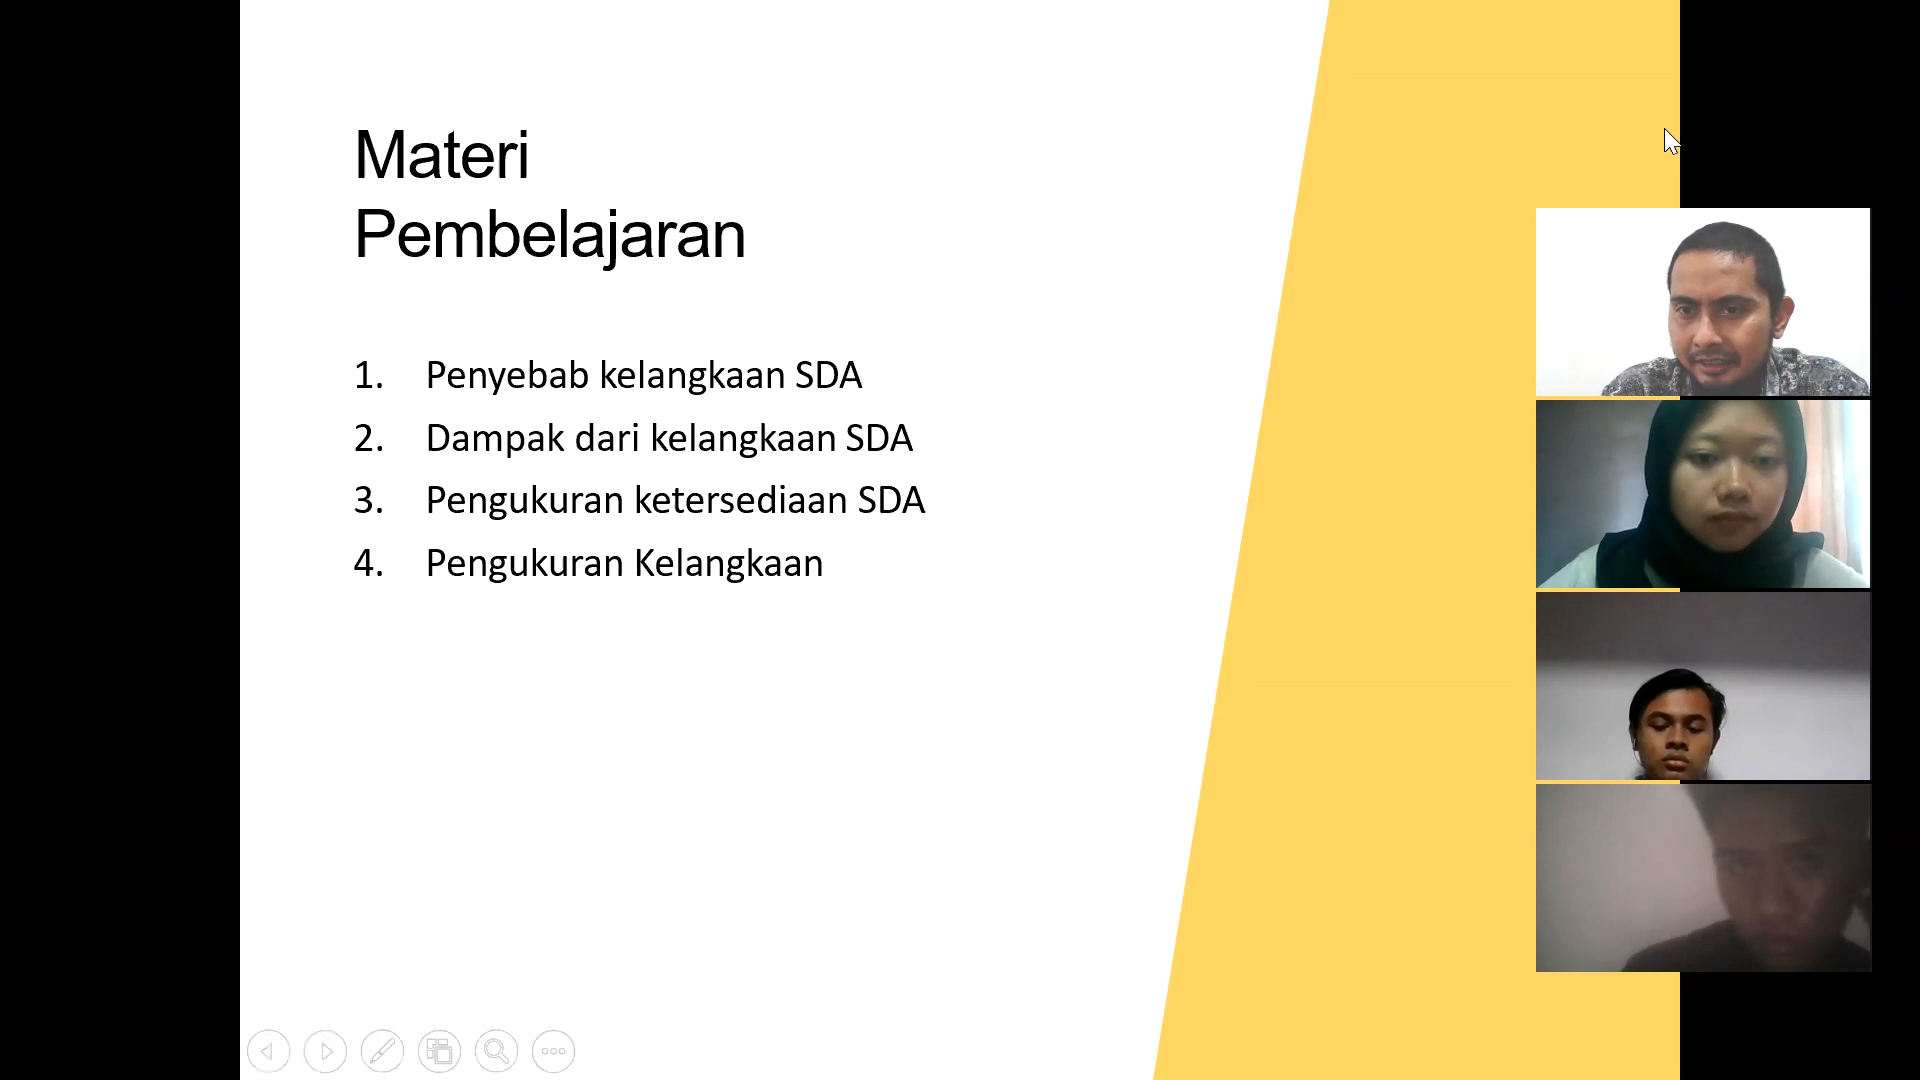 Materi
Pembelajaran
1. Penyebab kelangkaan SDA
2. Dampak dari kelangkaan SDA
3. Pengukuran ketersediaan SDA
4. Pengukuran Kelangkaan